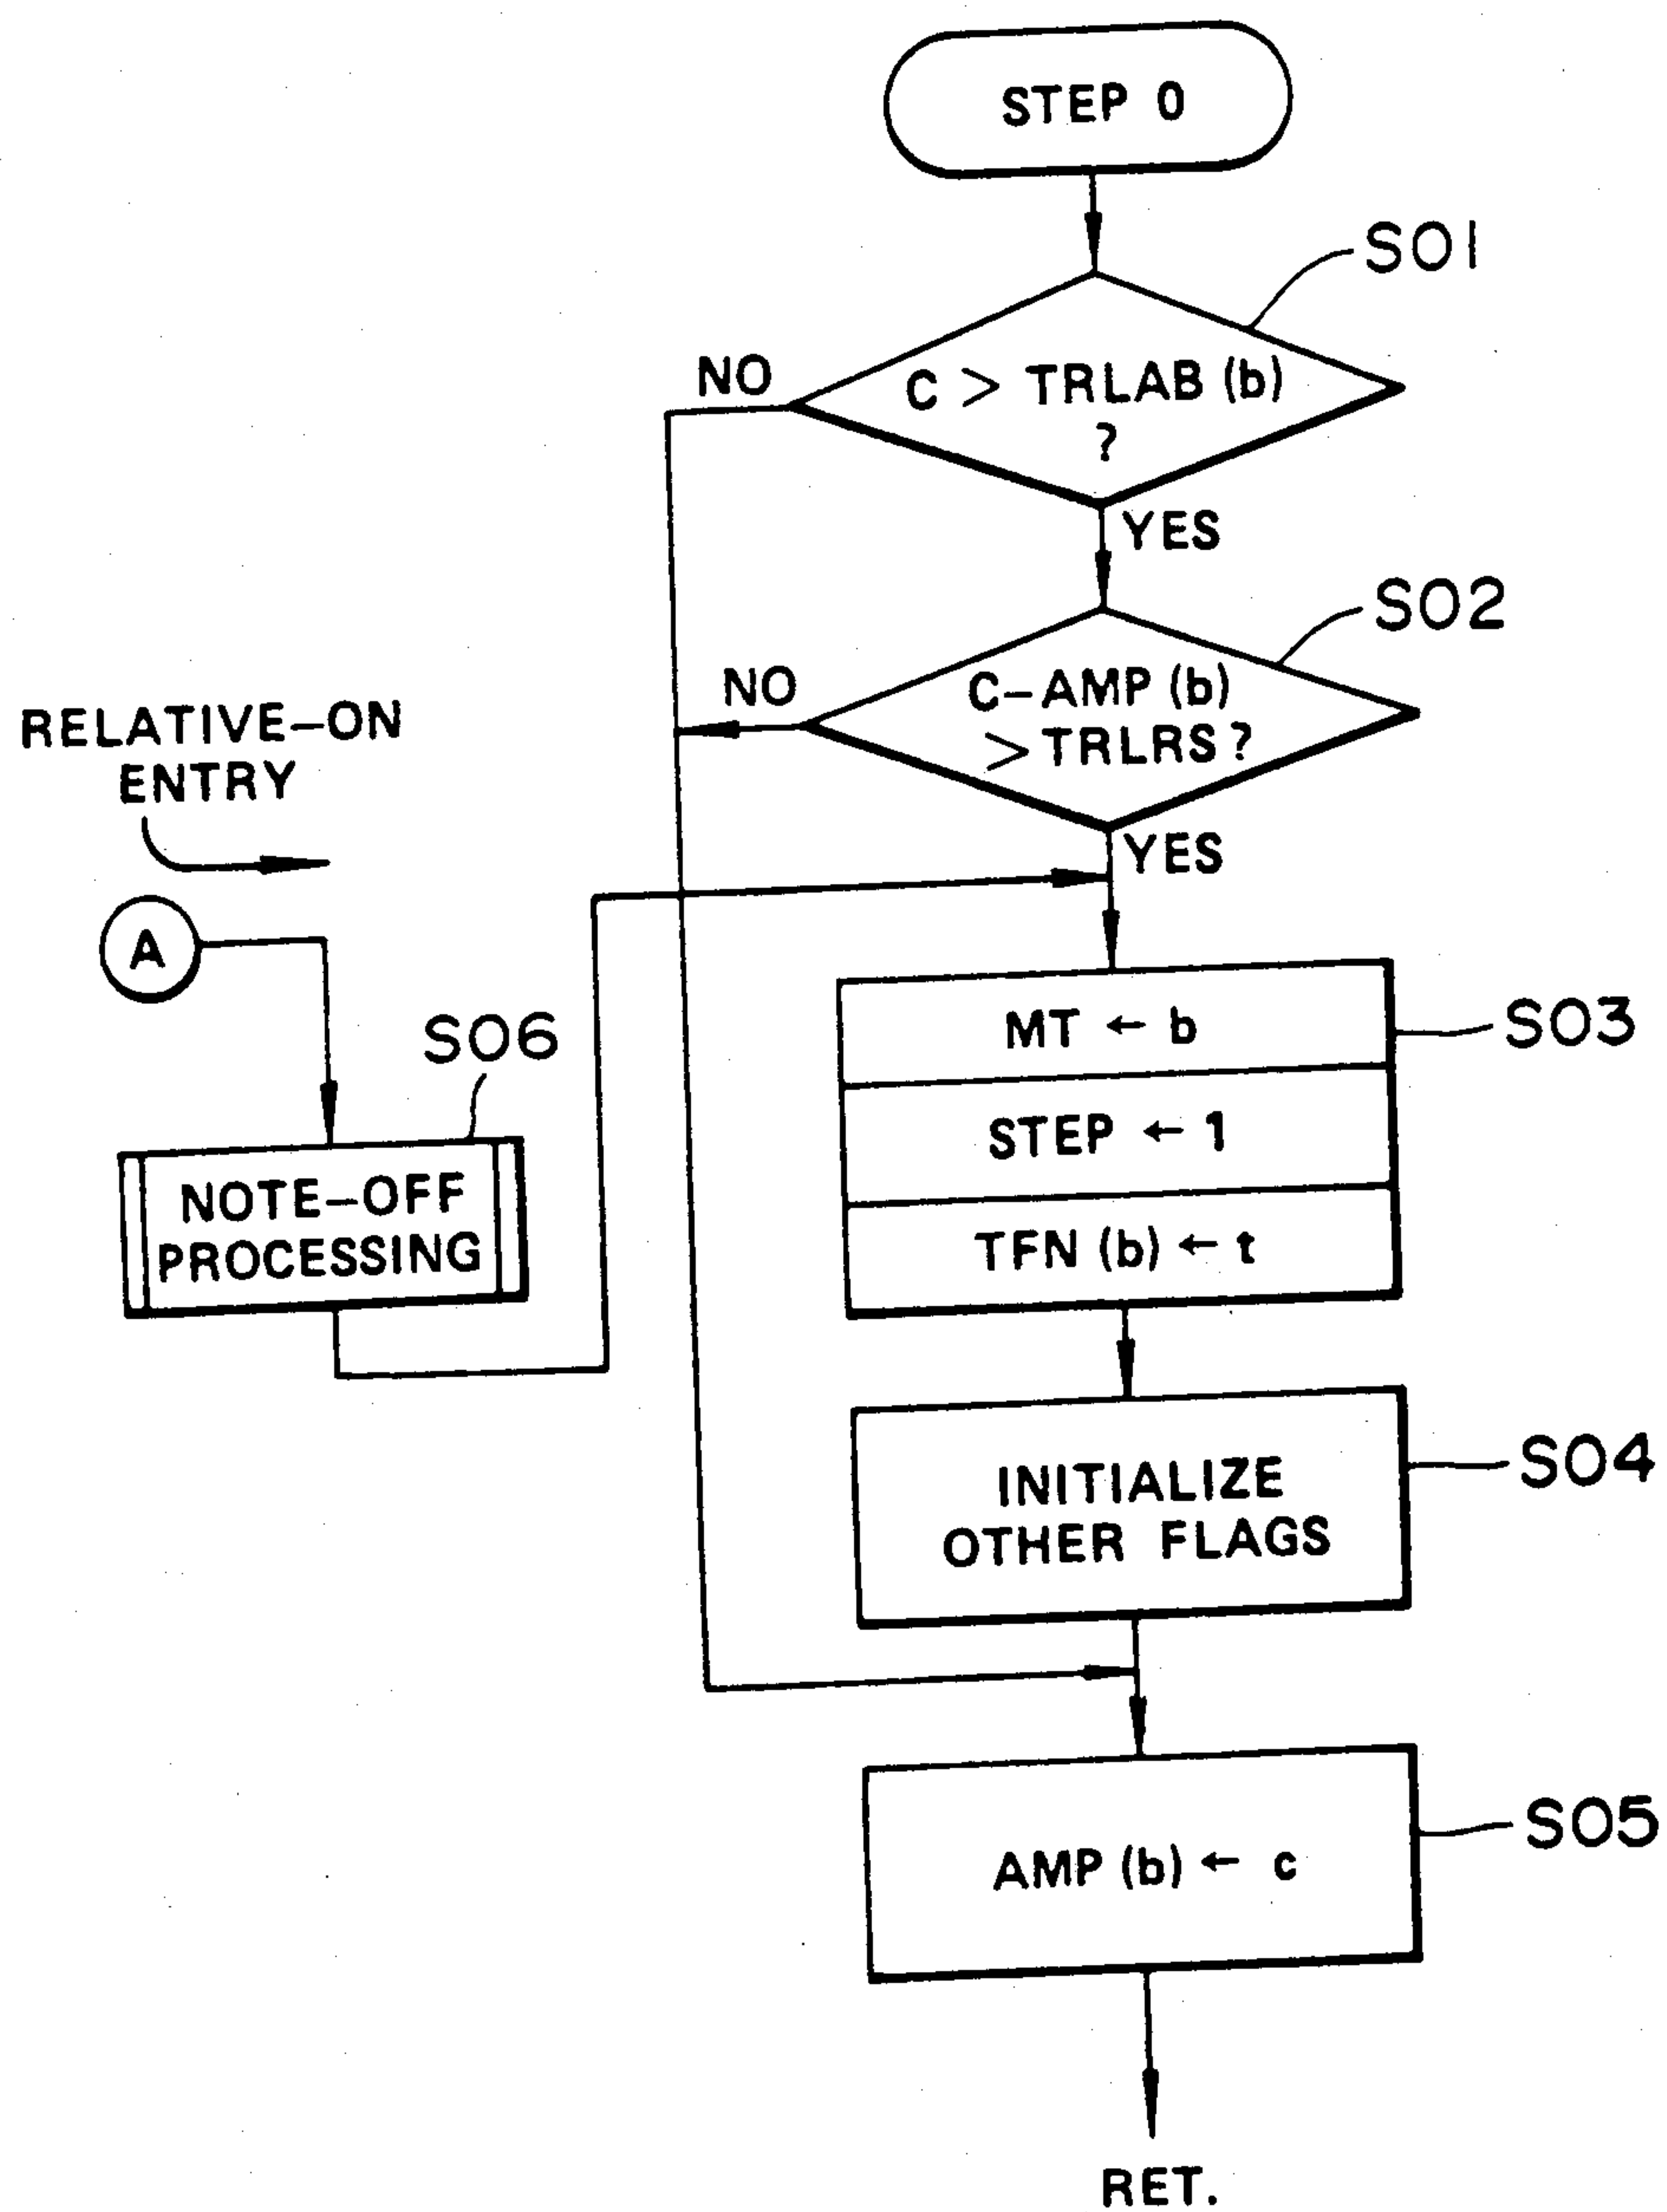 STEP 0
S01
NO
C > TRLAB (b)
?
YES
S02
NO
C-AMP (b)
> TRLRS ?
YES
RELATIVE-ON
ENTRY
A
S06
NOTE-OFF
PROCESSING
MT ← b
S03
STEP ← 1
TFN (b) ← t
INITIALIZE
OTHER FLAGS
S04
AMP (b) ← c
S05
RET.